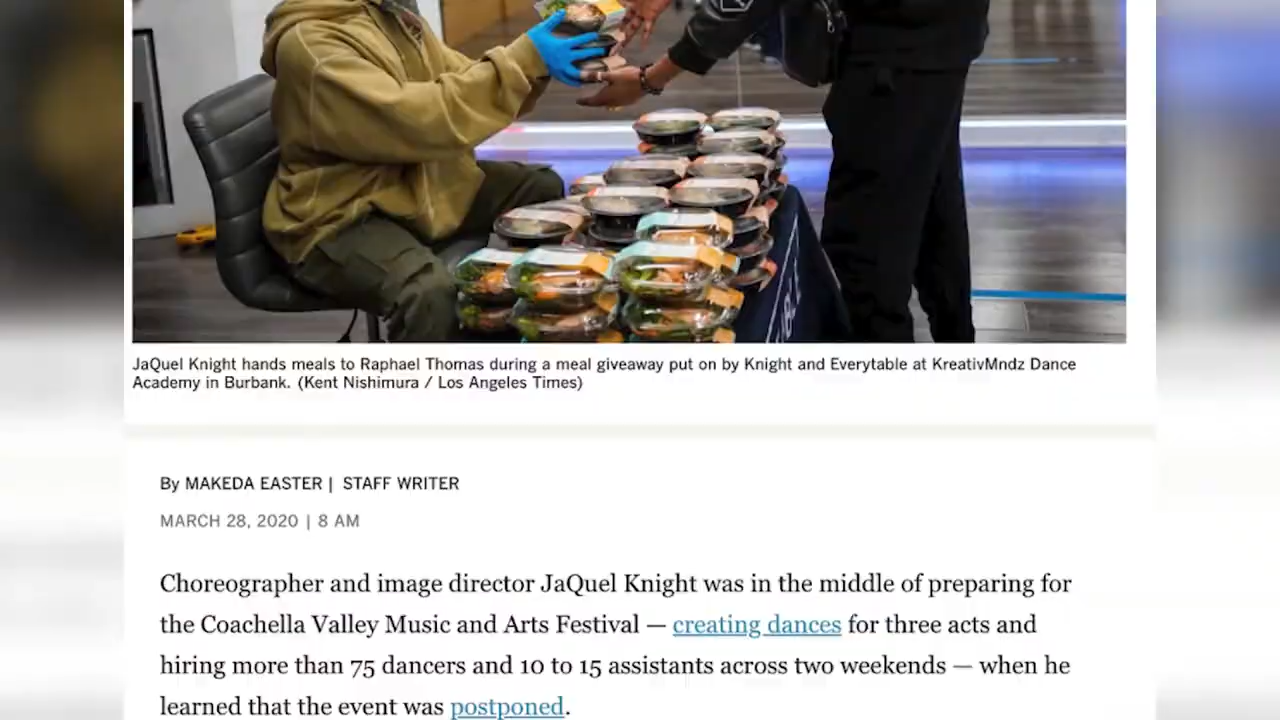 JaQuel Knight hands meals to Raphael Thomas during a meal giveaway put on by Knight and Everytable at KreativMndz Dance
Academy in Burbank. (Kent Nishimura / Los Angeles Times)
By MAKEDA EASTER | STAFF WRITER
MARCH 28, 2020 | 8 AM
Choreographer and image director JaQuel Knight was in the middle of preparing for
the Coachella Valley Music and Arts Festival — creating dances for three acts and
hiring more than 75 dancers and 10 to 15 assistants across two weekends — when he
learned that the event was postponed.